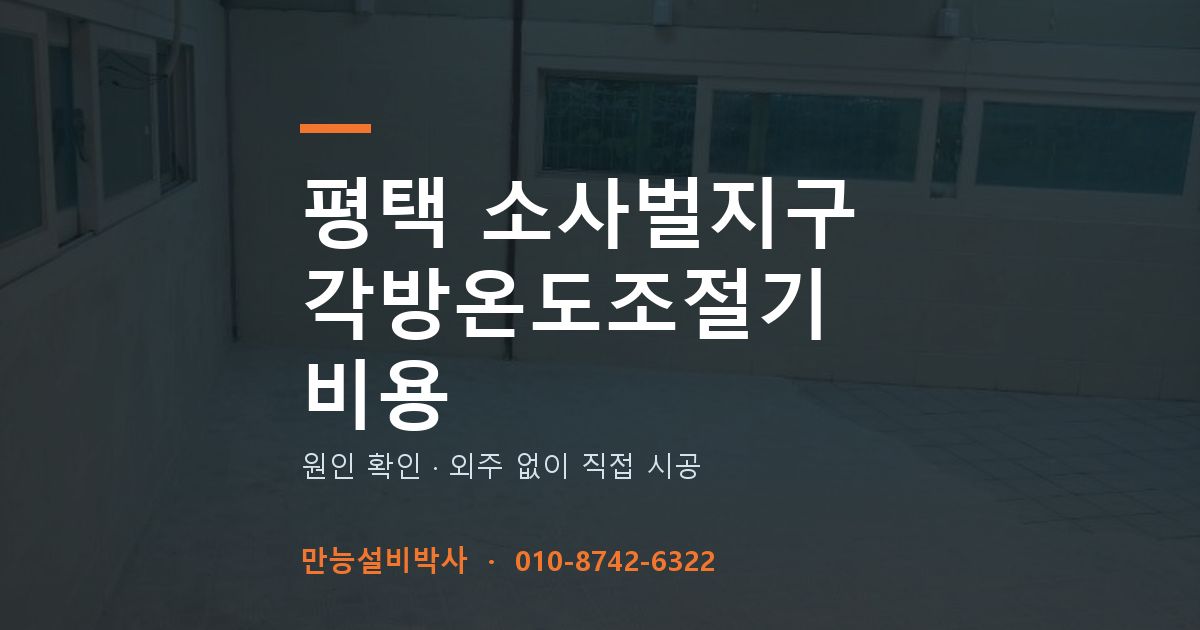 평택 소사벌지구
각방온도조절기
비용
원인 확인 · 외주 없이 직접 시공
만능설비박사 · 010-8742-6322